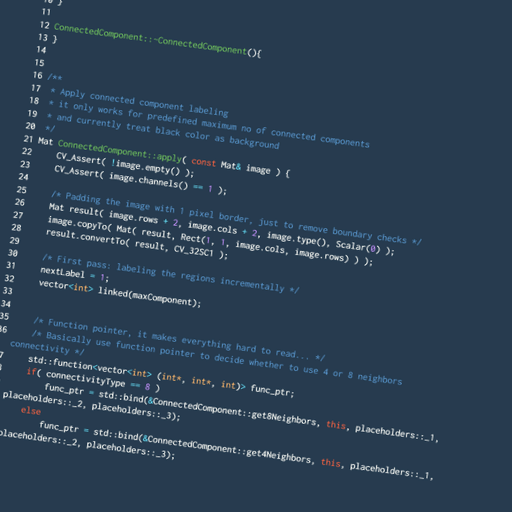 10 }
11
12 ConnectedComponent::~ConnectedComponent(){
13 }
14
15
16 /**
17 * Apply connected component labeling
18 * it only works for predefined maximum no of connected components
19 * and currently treat black color as background
20 */
21 Mat ConnectedComponent::apply( const Mat& image ) {
22 CV_Assert( !image.empty() );
23 CV_Assert( image.channels() == 1 );
24
25 /* Padding the image with 1 pixel border, just to remove boundary checks */
26 Mat result( image.rows + 2, image.cols + 2, image.type(), Scalar(0) );
27 image.copyTo( Mat( result, Rect(1, 1, image.cols, image.rows) ) );
28 result.convertTo( result, CV_32SC1 );
29
30 /* First pass: labeling the regions incrementally */
31 nextLabel = 1;
32 vector<int> linked(maxComponent);
33
34
35 /* Function pointer, it makes everything hard to read... */
36 /* Basically use function pointer to decide whether to use 4 or 8 neighbors
connectivity */
7 std::function<vector<int> (int*, int*, int)> func_ptr;
if( connectivityType == 8 )
func_ptr = std::bind(&ConnectedComponent::get8Neighbors, this, placeholders::_1,
placeholders::_2, placeholders::_3);
else
func_ptr = std::bind(&ConnectedComponent::get4Neighbors, this, placeholders::_1,
placeholders::_2, placeholders::_3);